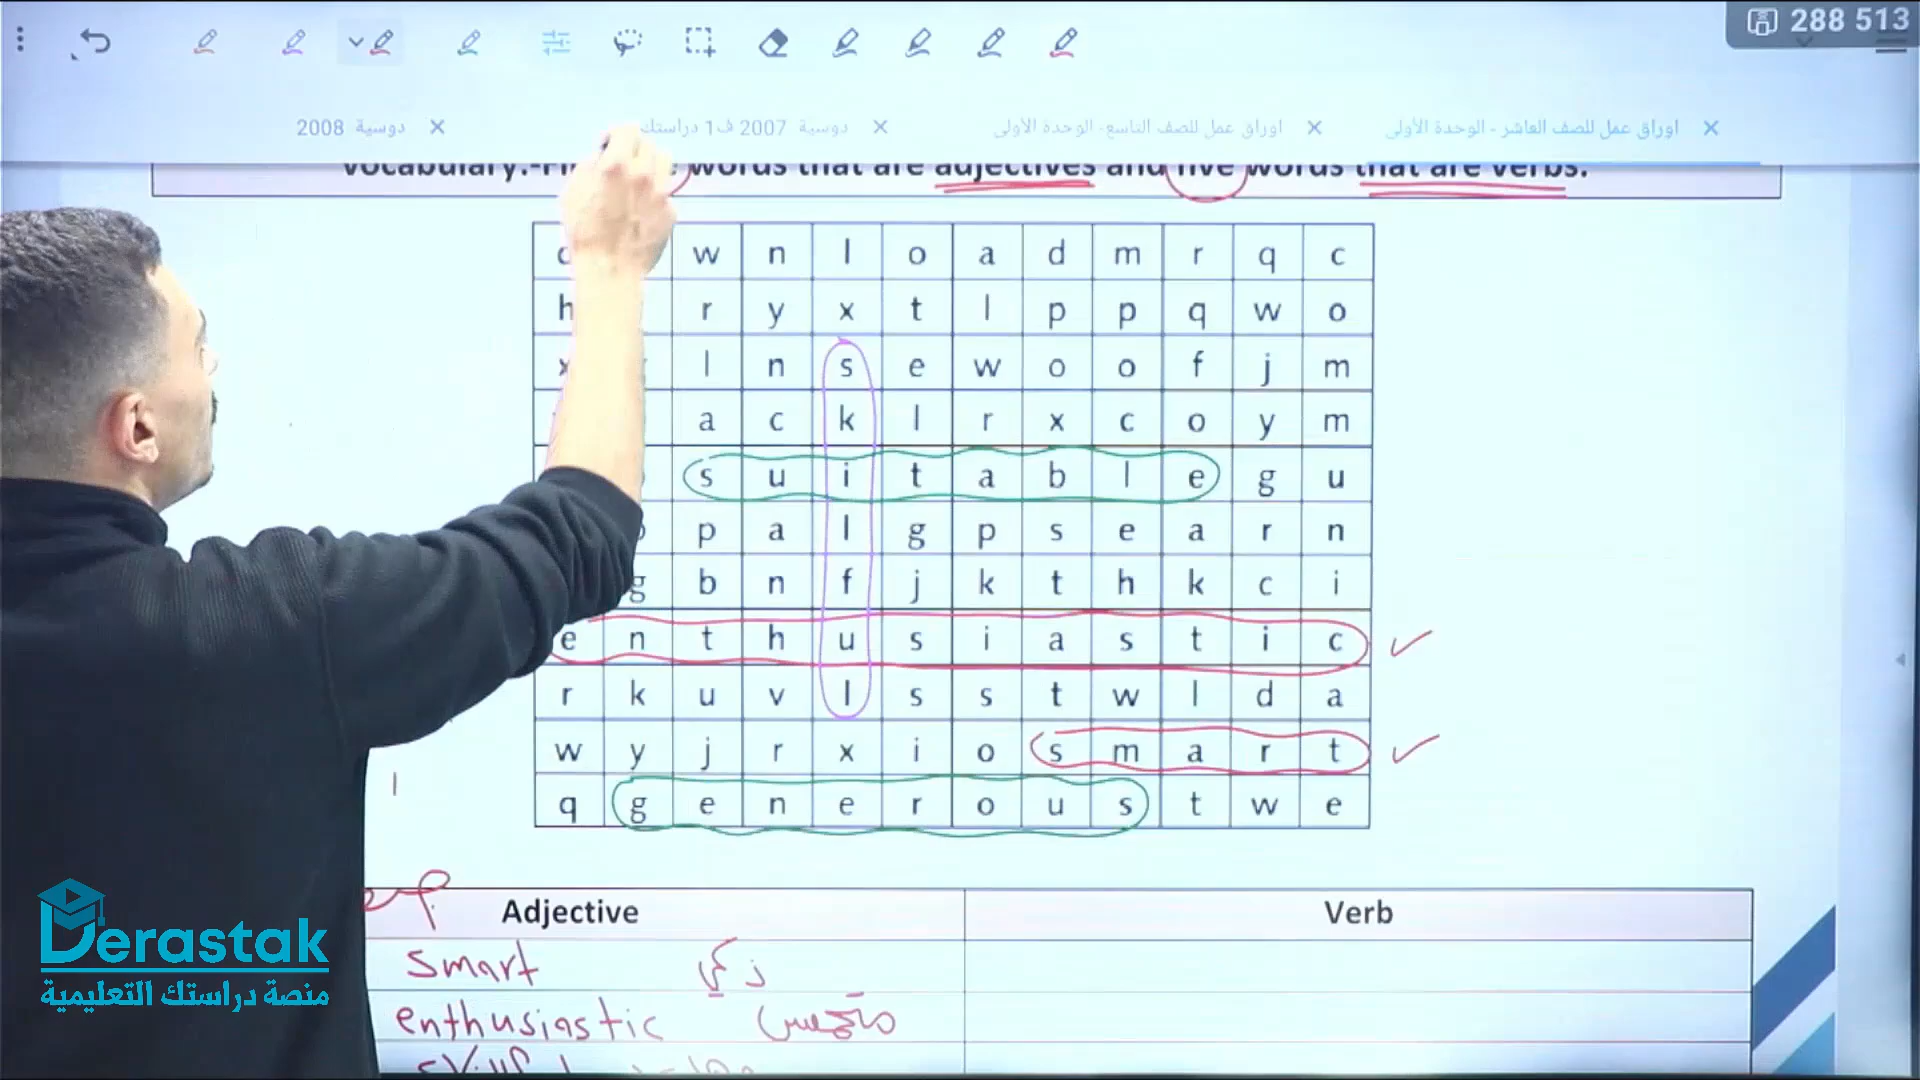 288 513
دوسية 2008
دوسية 2007 ف1 دراستك
اوراق عمل للصف التاسع- الوحدة الأولى
اوراق عمل للصف العاشر - الوحدة الأولى
words that are adjectives and five words that are verbs.
w n l o a d m r q c
h r y x t l p p q w o
x l n s e w o o f j m
a c k l r x c o y m
s u i t a b l e g u
p a l g p s e a r n
g b n f j k t h k c i
e n t h u s i a s t i c
r k u v l s s t w l d a
w y j r x i o s m a r t
q g e n e r o u s t w e
Adjective Verb
smart ذكي
enthusiastic متحمس
Derastak
منصة دراستك التعليمية